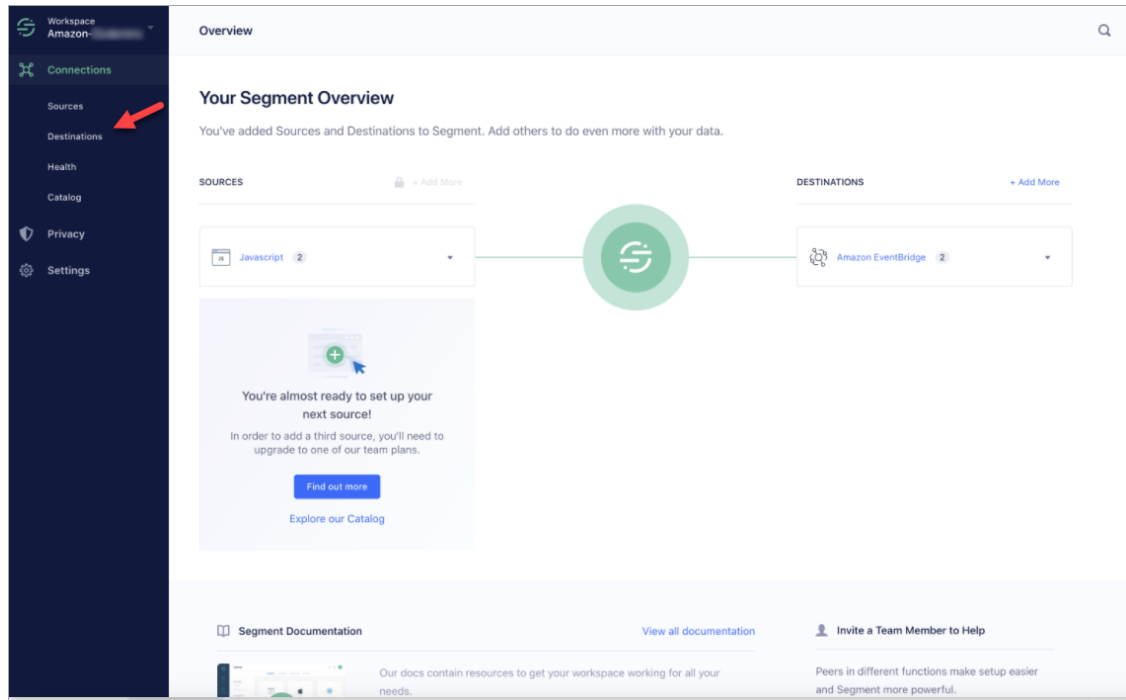 Workspace
Amazon-
Connections
Sources
Destinations
Health
Catalog
Privacy
Settings
Overview
Your Segment Overview
You've added Sources and Destinations to Segment. Add others to do even more with your data.
SOURCES
+ Add More
JS
Javascript 2
You're almost ready to set up your
next source!
In order to add a third source, you'll need to
upgrade to one of our team plans.
Find out more
Explore our Catalog
DESTINATIONS
+ Add More
Amazon EventBridge 2
Segment Documentation
View all documentation
Our docs contain resources to get your workspace working for all your
needs.
Invite a Team Member to Help
Peers in different functions make setup easier
and Segment more powerful.